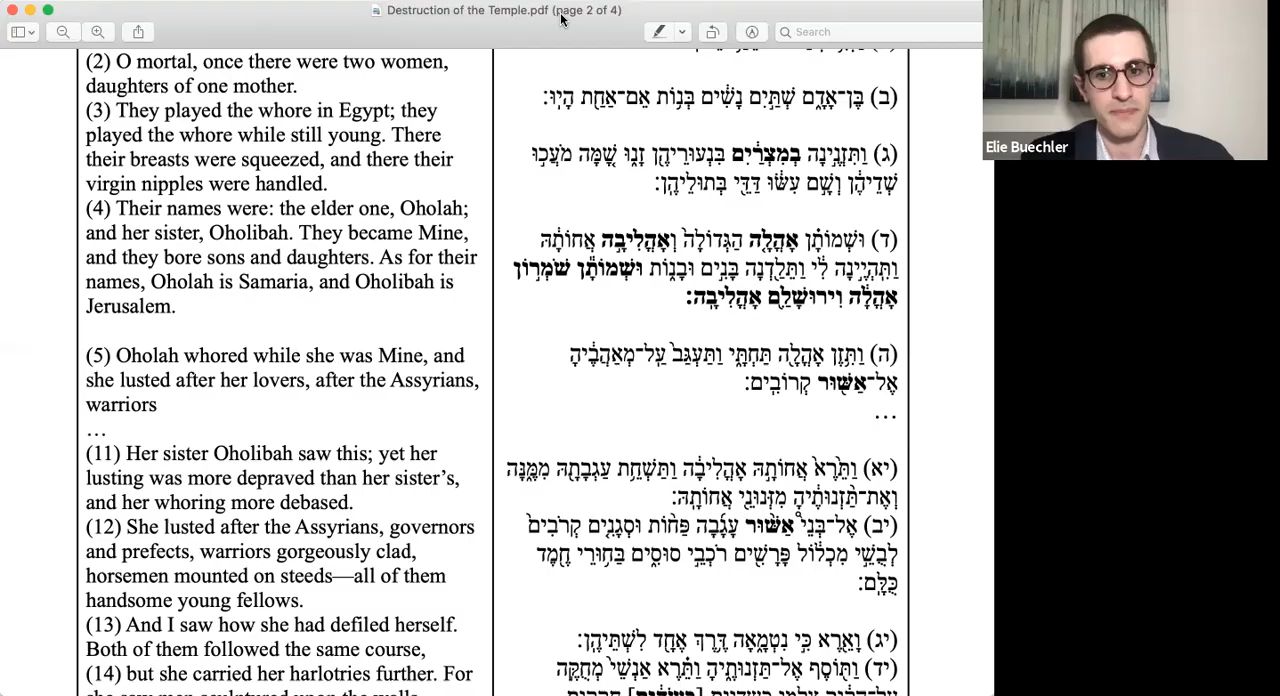 Destruction of the Temple.pdf (page 2 of 4)
Search
(2) O mortal, once there were two women,
daughters of one mother.
(3) They played the whore in Egypt; they
played the whore while still young. There
their breasts were squeezed, and there their
virgin nipples were handled.
(4) Their names were: the elder one, Oholah;
and her sister, Oholibah. They became Mine,
and they bore sons and daughters. As for their
names, Oholah is Samaria, and Oholibah is
Jerusalem.
(5) Oholah whored while she was Mine, and
she lusted after her lovers, after the Assyrians,
warriors
…
(11) Her sister Oholibah saw this; yet her
lusting was more depraved than her sister’s,
and her whoring more debased.
(12) She lusted after the Assyrians, governors
and prefects, warriors gorgeously clad,
horsemen mounted on steeds—all of them
handsome young fellows.
(13) And I saw how she had defiled herself.
Both of them followed the same course,
(14) but she carried her harlotries further. For
she saw men sculptured upon the walls
(ב) בֶּן־אָדָ֑ם שְׁתַּ֣יִם נָשִׁ֔ים בְּנ֥וֹת אֵם־אַחַ֖ת הָיֽוּ׃
(ג) וַתִּזְנֶ֣ינָה בְמִצְרַ֔יִם בִּנְעוּרֵיהֶ֖ן זָנ֑וּ שָׁ֚מָּה מֹעֲכ֣וּ
שְׁדֵיהֶ֔ן וְשָׁ֣ם עִשּׂ֔וּ דַּדֵּ֖י בְּתוּלֵיהֶֽן׃
(ד) וּשְׁמוֹתָ֗ן אׇהֳלָ֤ה הַגְּדוֹלָה֙ וְאׇהֳלִיבָ֣ה אֲחוֹתָ֔הּ
וַתִּֽהְיֶ֣ינָה לִ֔י וַתֵּלַ֖דְנָה בָּנִ֣ים וּבָנ֑וֹת וּשְׁמוֹתָ֕ן שֹׁמְר֣וֹן
אׇהֳלָ֔ה וִירוּשָׁלַ֖͏ִם אׇהֳלִיבָֽה׃
(ה) וַתִּ֥זֶן אׇהֳלָ֖ה תַּחְתָּ֑י וַתַּעְגַּב֙ עַֽל־מְאַהֲבֶ֔יהָ
אֶל־אַשּׁ֖וּר קְרוֹבִֽים׃
…
(יא) וַתֵּ֙רֶא֙ אֲחוֹתָ֣הּ אׇהֳלִיבָ֔ה וַתַּשְׁחֵ֥ת עַגְבָתָ֖הּ מִמֶּ֑נָּה
וְאֶ֨ת־תַּזְנוּתֶ֔יהָ מִזְּנוּנֵ֖י אֲחוֹתָֽהּ׃
(יב) אֶל־בְּנֵי֩ אַשּׁ֨וּר עָגָ֜בָה פַּח֨וֹת וּסְגָנִ֤ים קְרֹבִים֙
לְבֻשֵׁ֣י מִכְל֔וֹל פָּרָשִׁ֖ים רֹכְבֵ֣י סוּסִ֑ים בַּח֥וּרֵי חֶ֖מֶד
כֻּלָּֽם׃
(יג) וָאֵ֖רֶא כִּ֣י נִטְמָ֑אָה דֶּ֥רֶךְ אֶחָ֖ד לִשְׁתֵּיהֶֽן׃
(יד) וַתּ֖וֹסֶף אֶל־תַּזְנוּתֶ֑יהָ וַתֵּ֗רֶא אַנְשֵׁי֙ מְחֻקֶּ֣ה
Elie Buechler